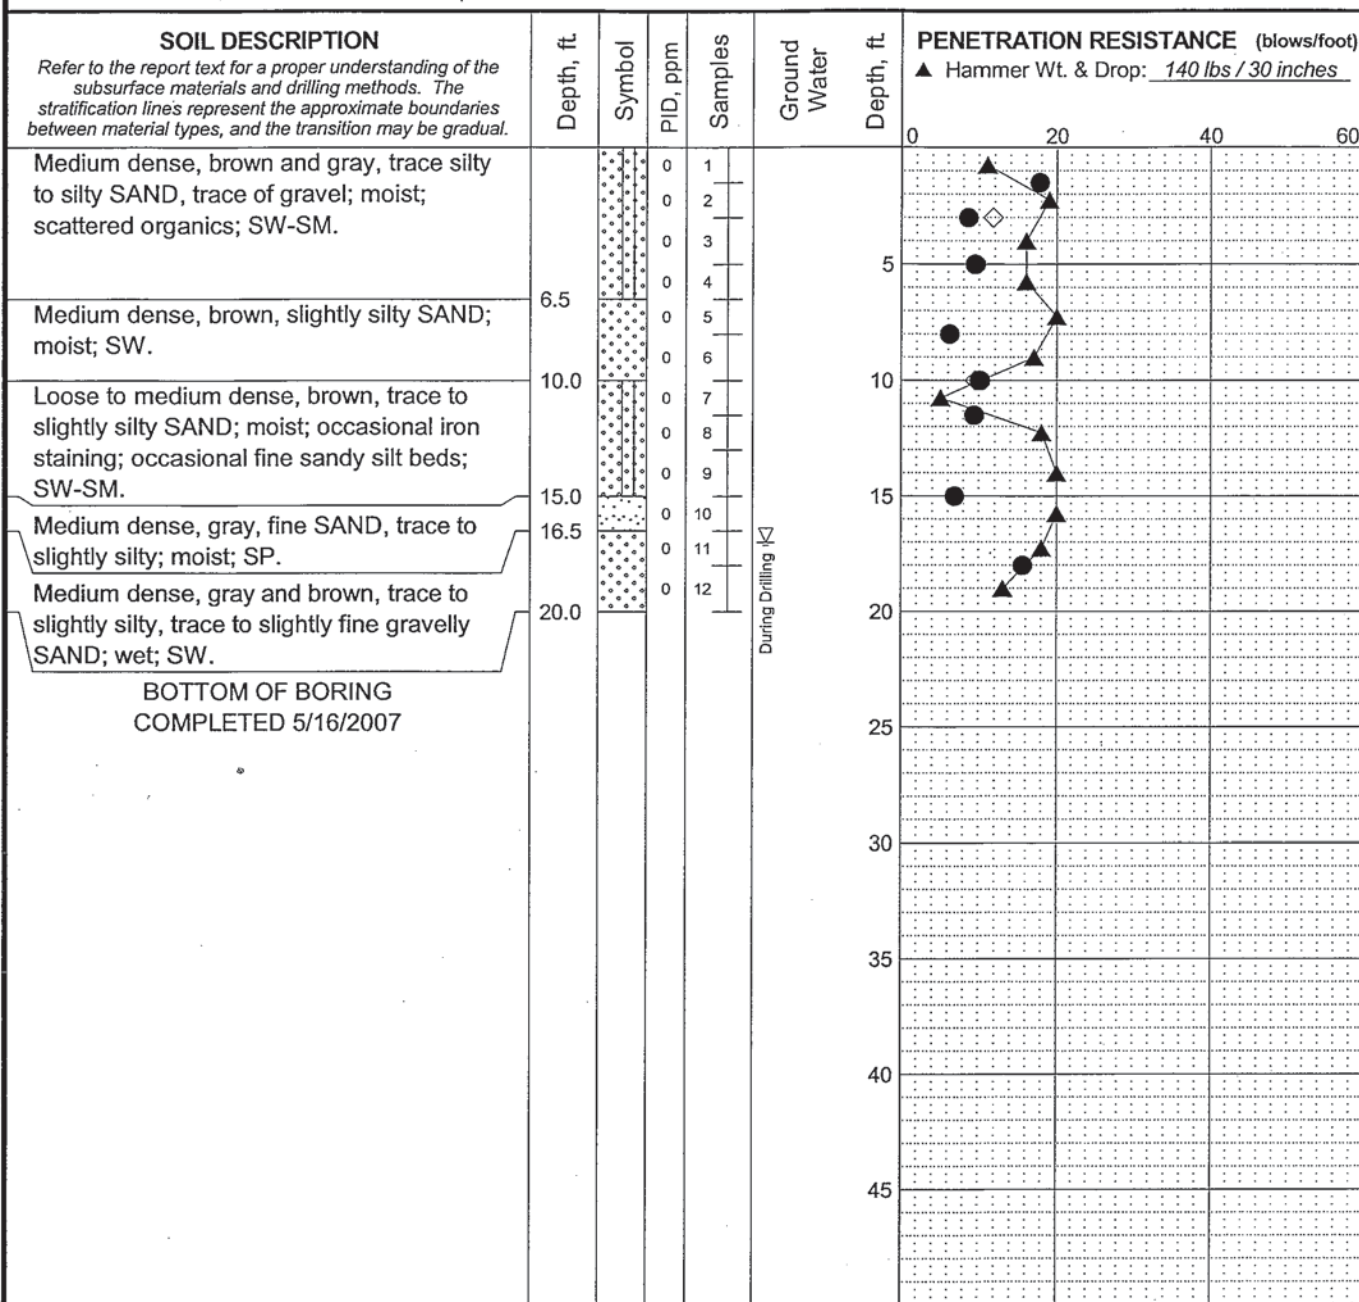 SOIL DESCRIPTION
Refer to the report text for a proper understanding of the
subsurface materials and drilling methods. The
stratification lines represent the approximate boundaries
between material types, and the transition may be gradual.
Depth, ft.
Symbol
PID, ppm
Samples
Ground
Water
Depth, ft.
PENETRATION RESISTANCE (blows/foot)
▲ Hammer Wt. & Drop: 140 lbs / 30 inches
0 20 40 60
Medium dense, brown and gray, trace silty
to silty SAND, trace of gravel; moist;
scattered organics; SW-SM.
6.5
Medium dense, brown, slightly silty SAND;
moist; SW.
10.0
Loose to medium dense, brown, trace to
slightly silty SAND; moist; occasional iron
staining; occasional fine sandy silt beds;
SW-SM.
15.0
Medium dense, gray, fine SAND, trace to
slightly silty; moist; SP.
16.5
Medium dense, gray and brown, trace to
slightly silty, trace to slightly fine gravelly
SAND; wet; SW.
20.0
BOTTOM OF BORING
COMPLETED 5/16/2007
0 1
0 2
0 3
0 4
0 5
0 6
0 7
0 8
0 9
0 10
0 11
0 12
During Drilling
5
10
15
20
25
30
35
40
45